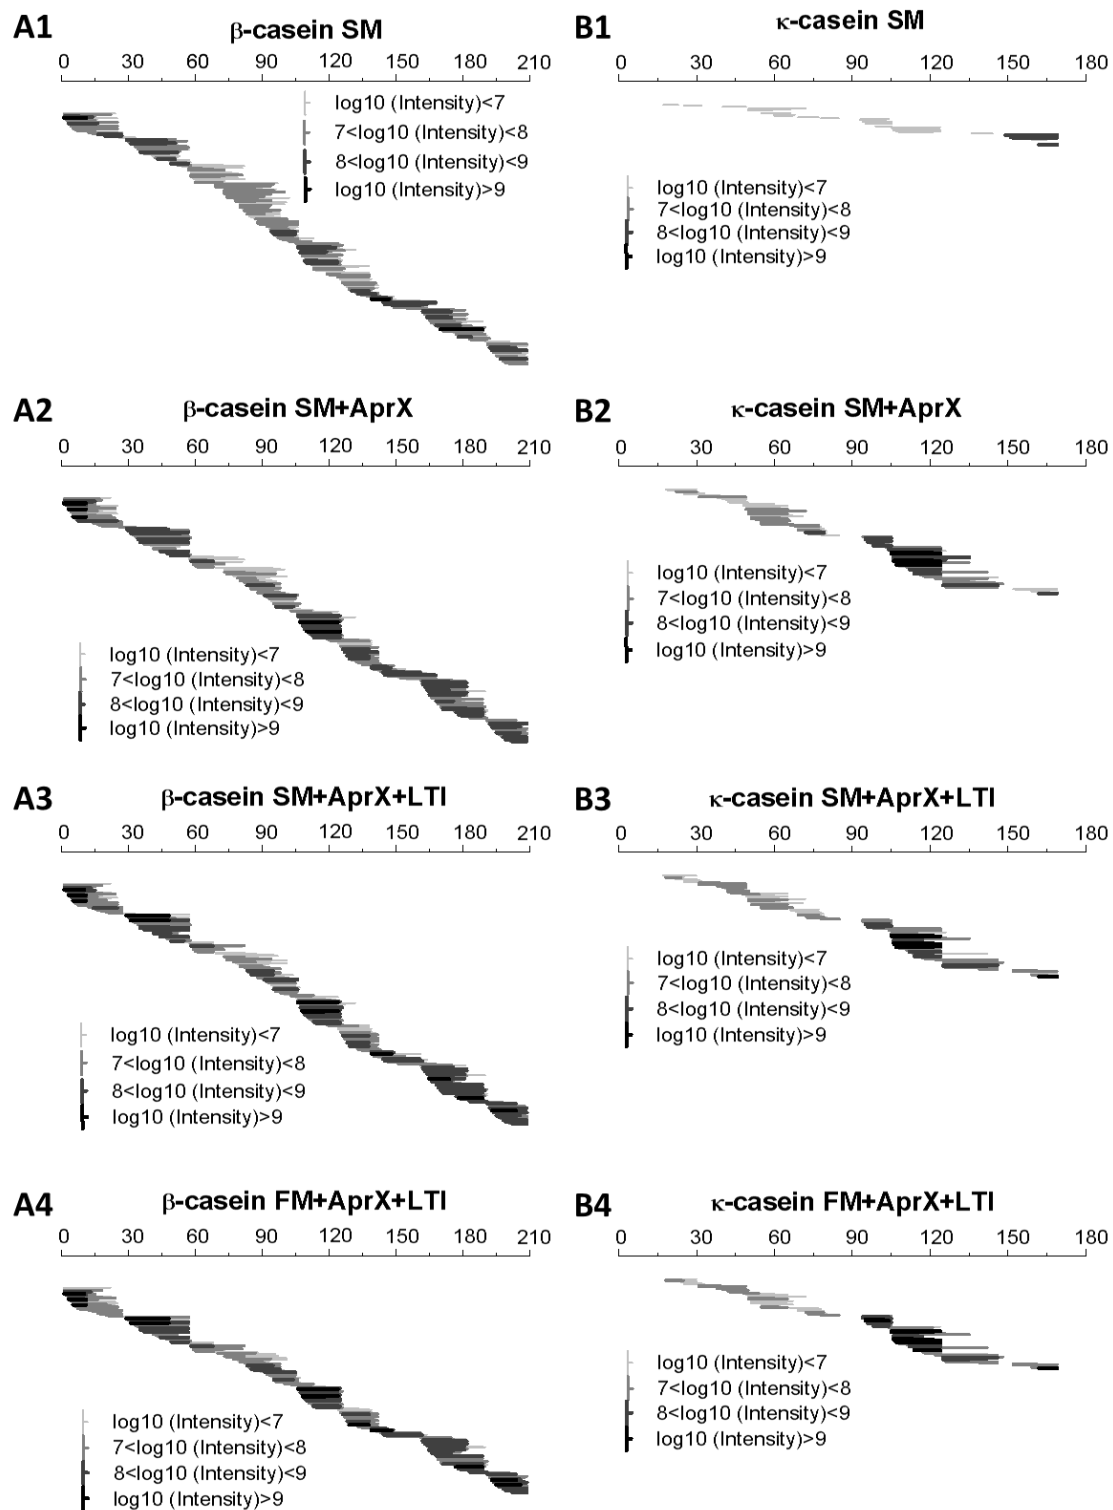 A1
β-casein SM
0 30 60 90 120 150 180 210
log10 (Intensity)<7
7<log10 (Intensity)<8
8<log10 (Intensity)<9
log10 (Intensity)>9
B1
κ-casein SM
0 30 60 90 120 150 180
log10 (Intensity)<7
7<log10 (Intensity)<8
8<log10 (Intensity)<9
log10 (Intensity)>9
A2
β-casein SM+AprX
0 30 60 90 120 150 180 210
log10 (Intensity)<7
7<log10 (Intensity)<8
8<log10 (Intensity)<9
log10 (Intensity)>9
B2
κ-casein SM+AprX
0 30 60 90 120 150 180
log10 (Intensity)<7
7<log10 (Intensity)<8
8<log10 (Intensity)<9
log10 (Intensity)>9
A3
β-casein SM+AprX+LTI
0 30 60 90 120 150 180 210
log10 (Intensity)<7
7<log10 (Intensity)<8
8<log10 (Intensity)<9
log10 (Intensity)>9
B3
κ-casein SM+AprX+LTI
0 30 60 90 120 150 180
log10 (Intensity)<7
7<log10 (Intensity)<8
8<log10 (Intensity)<9
log10 (Intensity)>9
A4
β-casein FM+AprX+LTI
0 30 60 90 120 150 180 210
log10 (Intensity)<7
7<log10 (Intensity)<8
8<log10 (Intensity)<9
log10 (Intensity)>9
B4
κ-casein FM+AprX+LTI
0 30 60 90 120 150 180
log10 (Intensity)<7
7<log10 (Intensity)<8
8<log10 (Intensity)<9
log10 (Intensity)>9